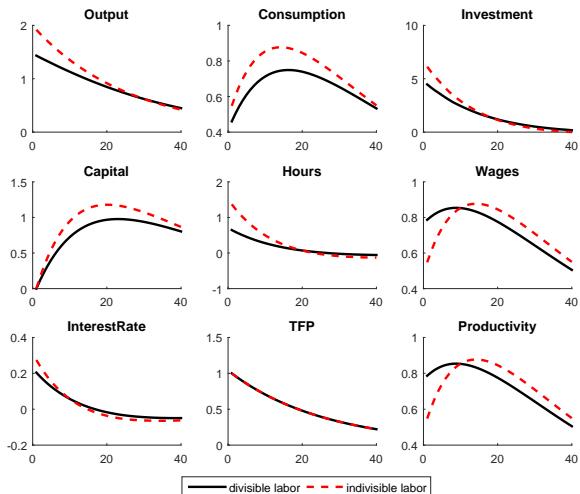 Output Consumption Investment
2 1 10
1 0.8 5
0.6
0 0.4 0
0 20 40 0 20 40 0 20 40
Capital Hours Wages
1.5 2 1
1 1 0.8
0.5 0 0.6
0 -1 0.4
0 20 40 0 20 40 0 20 40
InterestRate TFP Productivity
0.4 1.5 1
0.2 1 0.8
0 0.5 0.6
-0.2 0 0.4
0 20 40 0 20 40 0 20 40
divisible labor indivisible labor